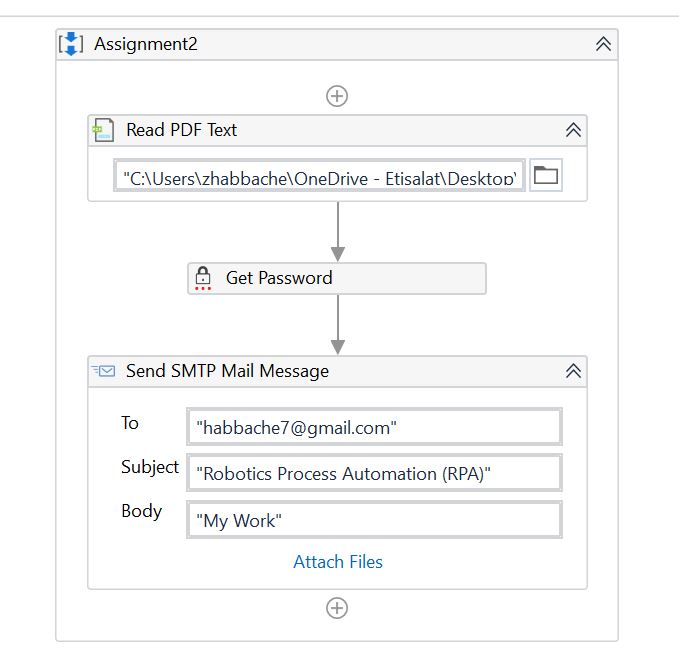 Assignment2
Read PDF Text
"C:\Users\zhabbache\OneDrive - Etisalat\Desktop\
Get Password
Send SMTP Mail Message
To "habbache7@gmail.com"
Subject "Robotics Process Automation (RPA)"
Body "My Work"
Attach Files